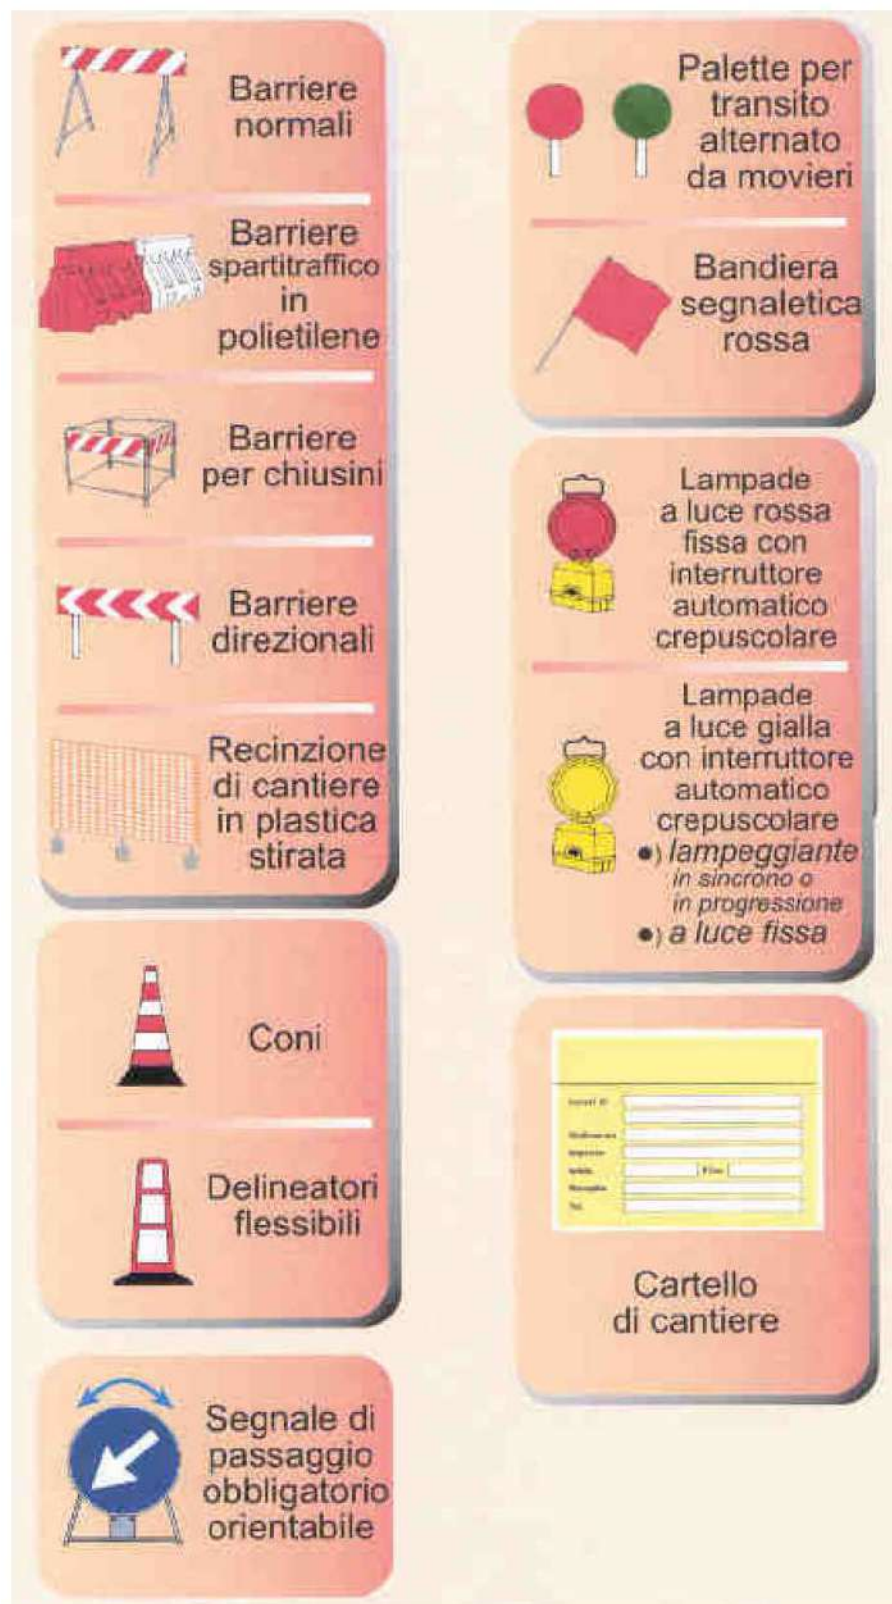 Barriere
normali
Barriere
spartitraffico
in
polietilene
Barriere
per chiusini
Barriere
direzionali
Recinzione
di cantiere
in plastica
stirata
Coni
Delineatori
flessibili
Segnale di
passaggio
obbligatorio
orientabile
Palette per
transito
alternato
da movieri
Bandiera
segnaletica
rossa
Lampade
a luce rossa
fissa con
interruttore
automatico
crepuscolare
Lampade
a luce gialla
con interruttore
automatico
crepuscolare
●) lampeggiante
in sincrono o
in progressione
●) a luce fissa
Cartello
di cantiere